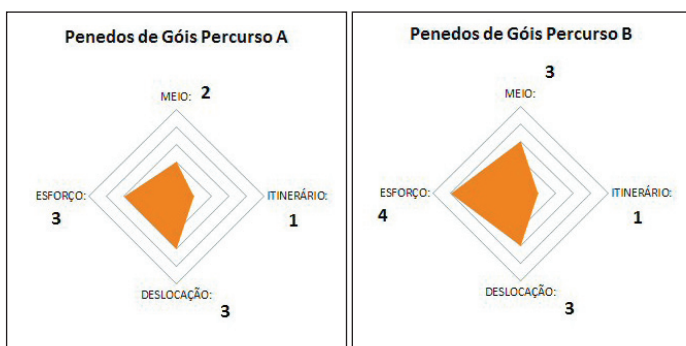 Penedos de Góis Percurso A
MEIO: 2
ESFORÇO:
3
ITINERÁRIO:
1
DESLOCAÇÃO:
3
Penedos de Góis Percurso B
3
MEIO:
ESFORÇO:
4
ITINERÁRIO:
1
DESLOCAÇÃO:
3